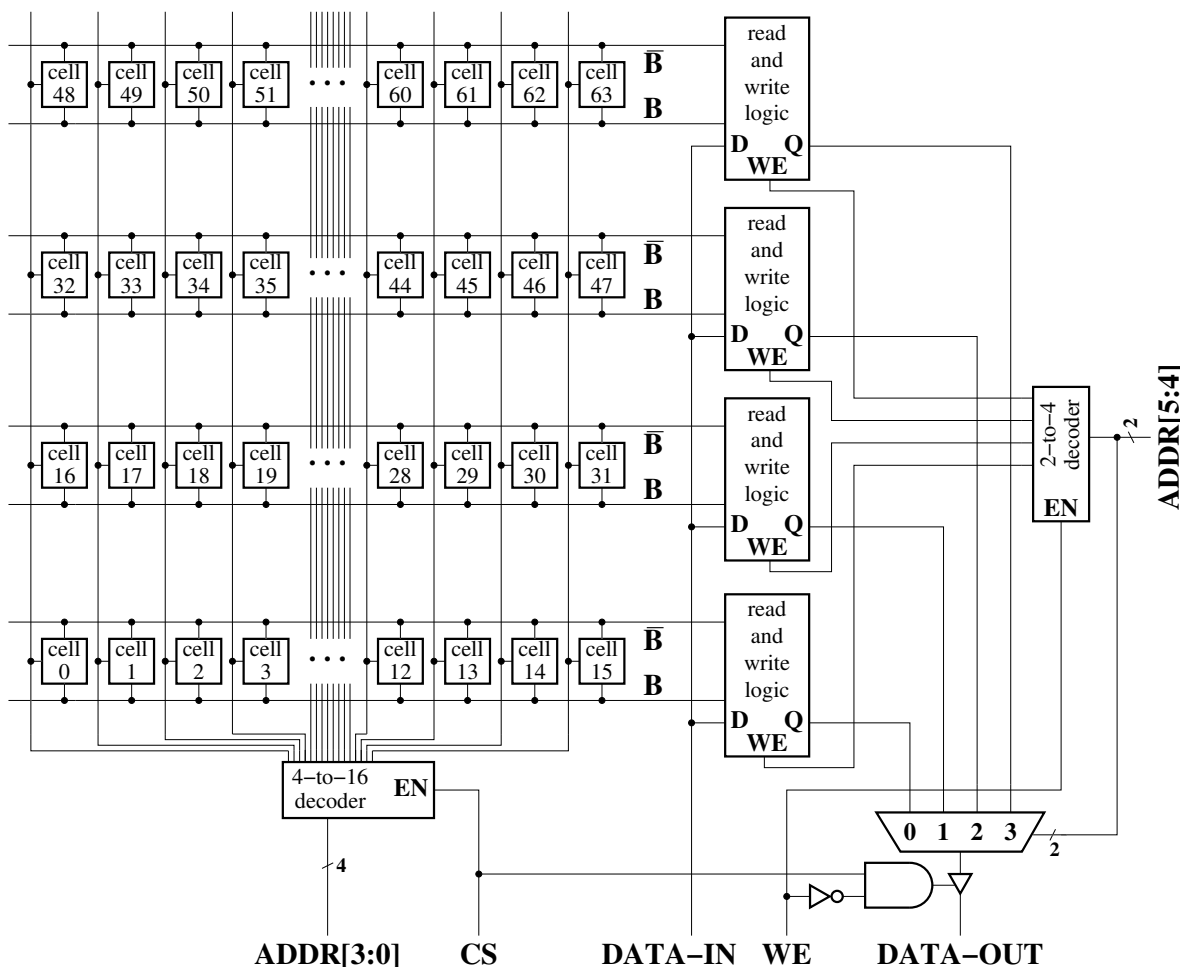 B̅
cell 48
cell 49
cell 50
cell 51
· · ·
cell 60
cell 61
cell 62
cell 63
B
read
and
write
logic
D
Q
WE
B̅
cell 32
cell 33
cell 34
cell 35
· · ·
cell 44
cell 45
cell 46
cell 47
B
read
and
write
logic
D
Q
WE
B̅
cell 16
cell 17
cell 18
cell 19
· · ·
cell 28
cell 29
cell 30
cell 31
B
read
and
write
logic
D
Q
WE
2−to−4
decoder
EN
2
ADDR[5:4]
B̅
cell 0
cell 1
cell 2
cell 3
· · ·
cell 12
cell 13
cell 14
cell 15
B
read
and
write
logic
D
Q
WE
4−to−16
decoder
EN
0 1 2 3
2
4
ADDR[3:0] CS DATA−IN WE DATA−OUT